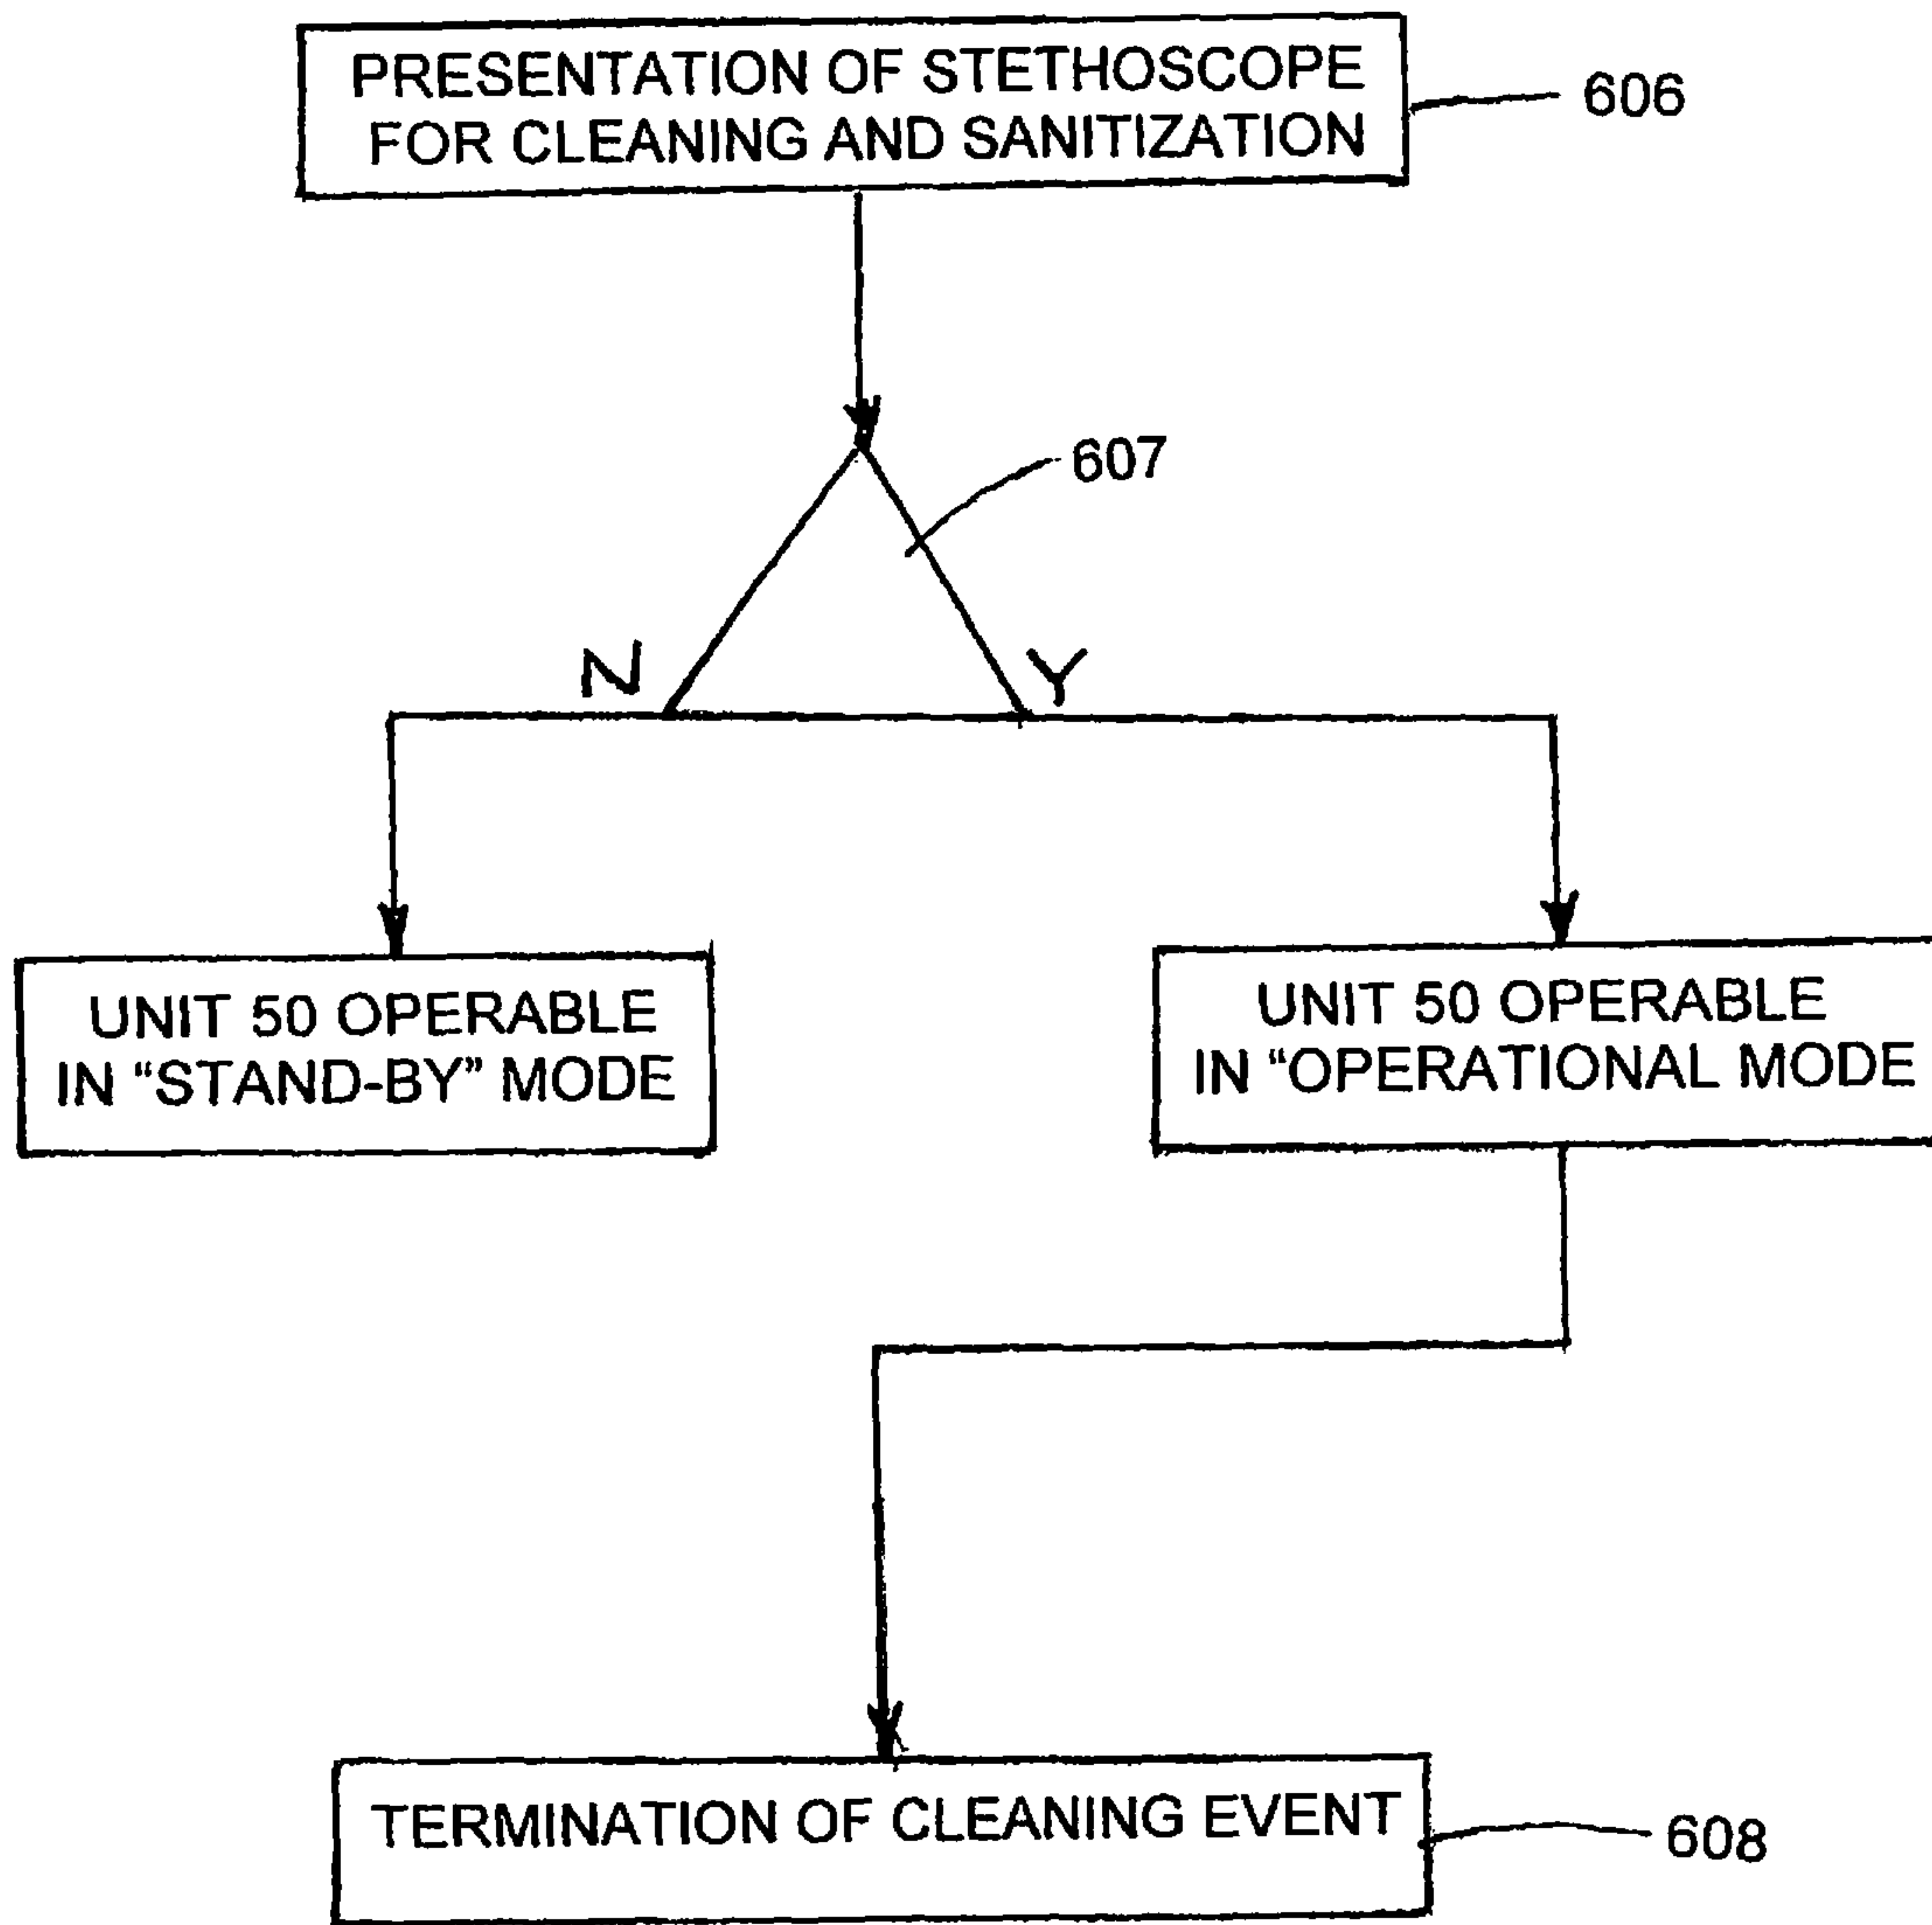 PRESENTATION OF STETHOSCOPE
FOR CLEANING AND SANITIZATION
606
607
N
Y
UNIT 50 OPERABLE
IN “STAND-BY” MODE
UNIT 50 OPERABLE
IN “OPERATIONAL MODE
TERMINATION OF CLEANING EVENT
608